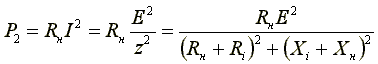 P₂ = RₙI² = Rₙ E²/z² = RₙE²/((Rₙ + Rᵢ)² + (Xᵢ + Xₙ)²)